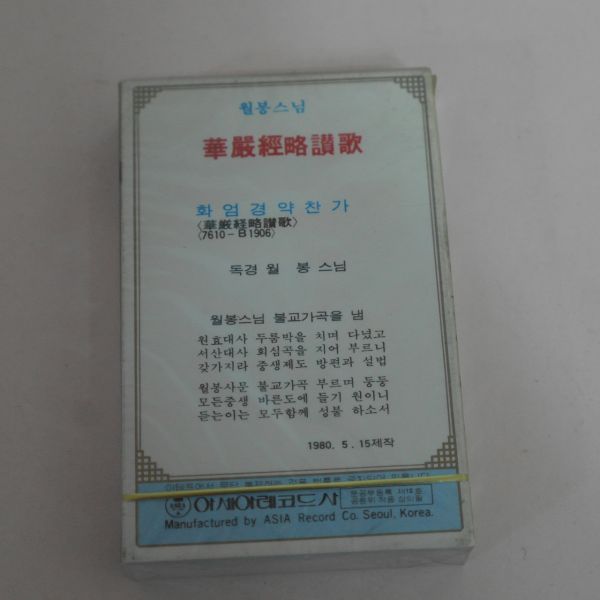 월봉스님
華嚴經略讃歌
화엄경약찬가
〈華厳経略讃歌〉
〈7610-B1906〉
독경 월 봉 스님
월봉스님 불교가곡을 냄
원효대사 두룸박을 치며 다녔고
서산대사 회심곡을 지어 부르니
갖가지라 중생제도 방편과 설법
월봉사문 불교가곡 부르며 둥둥
모든중생 바른도에 들기 원이니
듣는이는 모두함께 성불 하소서
1980. 5. 15제작
아세아레코드사
Manufactured by ASIA Record Co. Seoul, Korea.